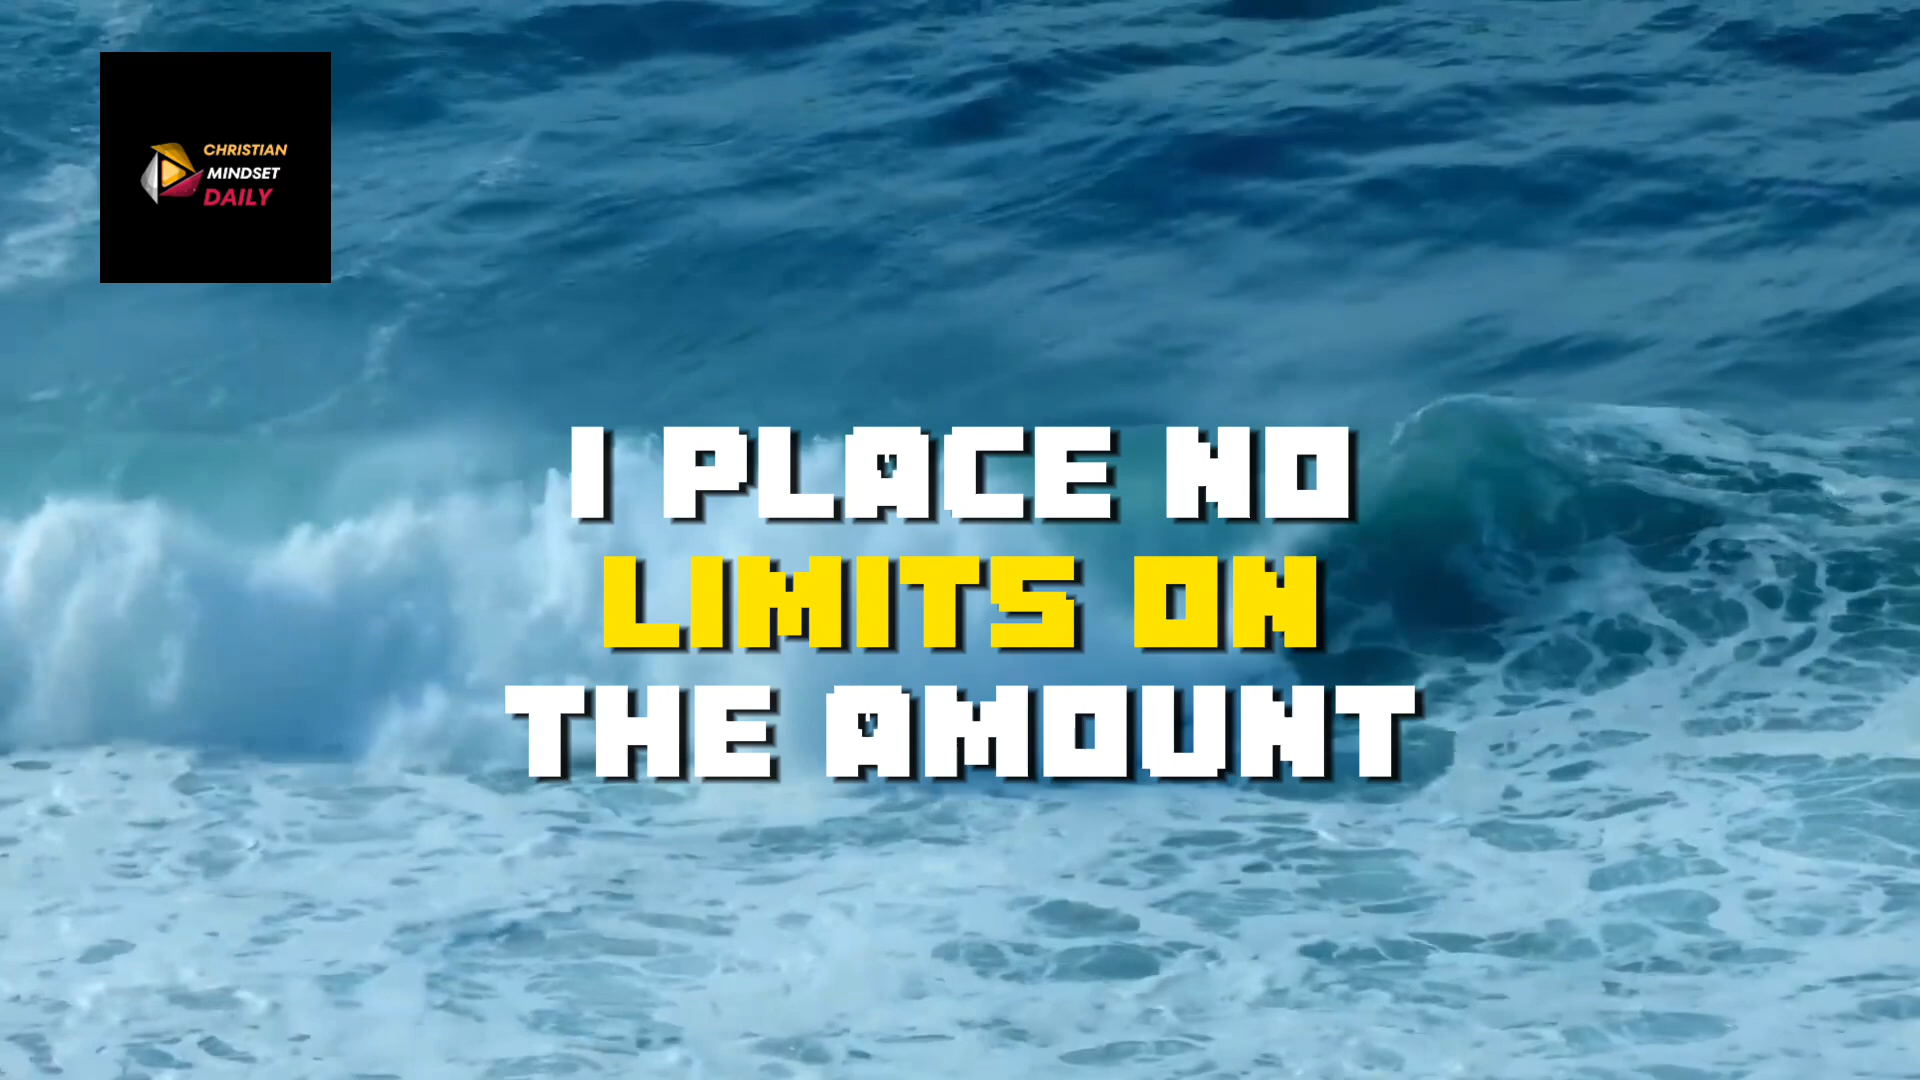 CHRISTIAN
MINDSET
DAILY
I PLACE NO
LIMITS ON
THE AMOUNT